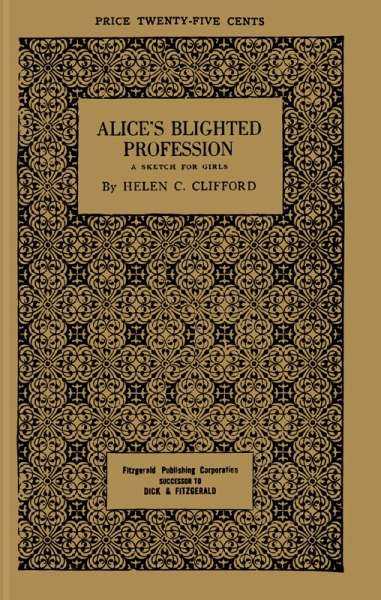 PRICE TWENTY-FIVE CENTS
ALICE'S BLIGHTED
PROFESSION
A SKETCH FOR GIRLS
By HELEN C. CLIFFORD
Fitzgerald Publishing Corporation
SUCCESSOR TO
DICK & FITZGERALD